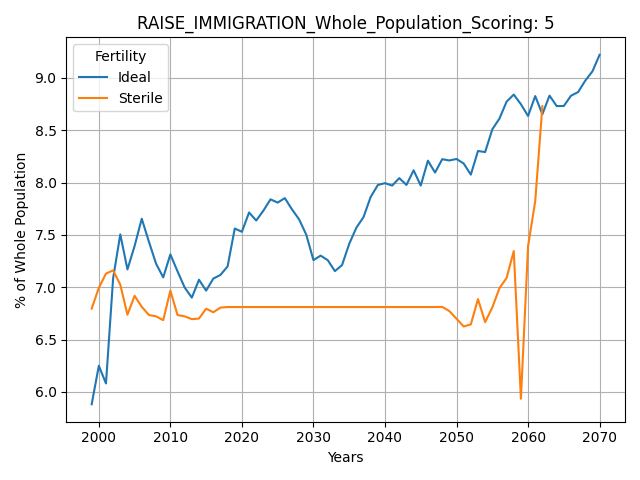 RAISE_IMMIGRATION_Whole_Population_Scoring: 5
Fertility
Ideal
Sterile
% of Whole Population
9.0
8.5
8.0
7.5
7.0
6.5
6.0
2000 2010 2020 2030 2040 2050 2060 2070
Years